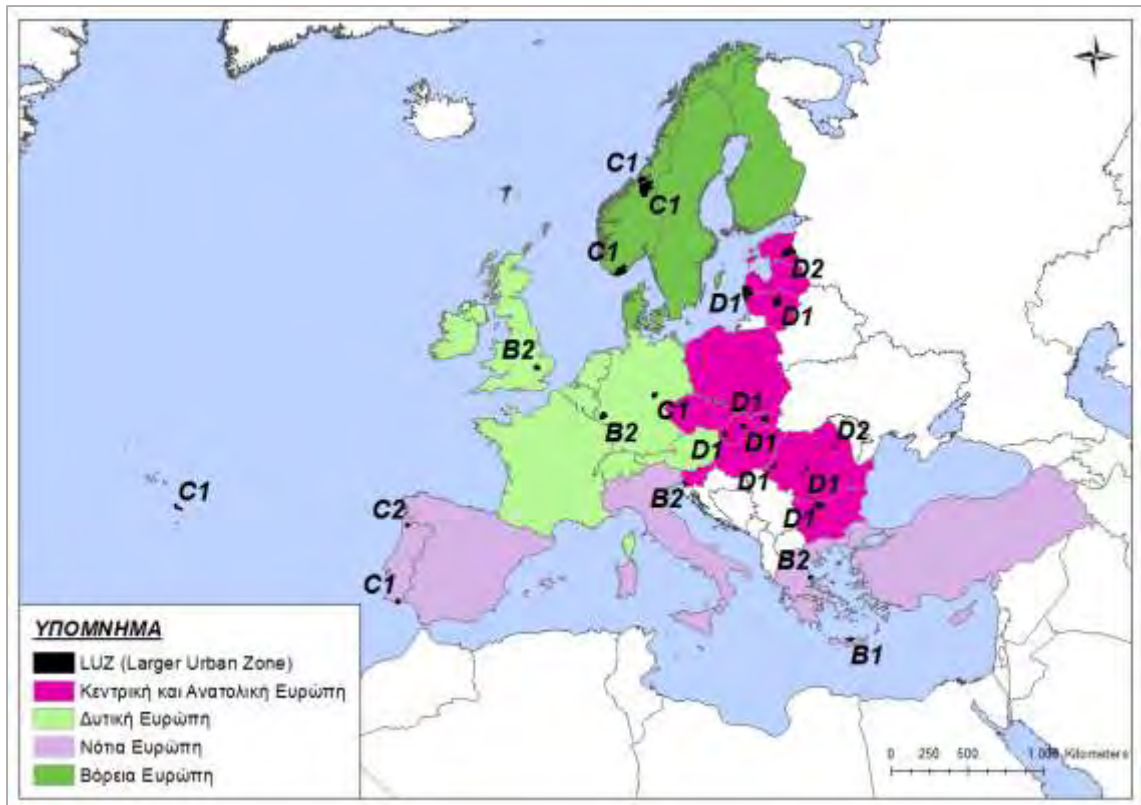 C1
C1
C1
D2
D1
D1
B2
C1
D1
B2
D1
D1
D2
D1
D1
B2
D1
C1
C2
B2
C1
B1
ΥΠΟΜΝΗΜΑ
LUZ (Larger Urban Zone)
Κεντρική και Ανατολική Ευρώπη
Δυτική Ευρώπη
Νότια Ευρώπη
Βόρεια Ευρώπη
0 250 500 1 000 Kilometers